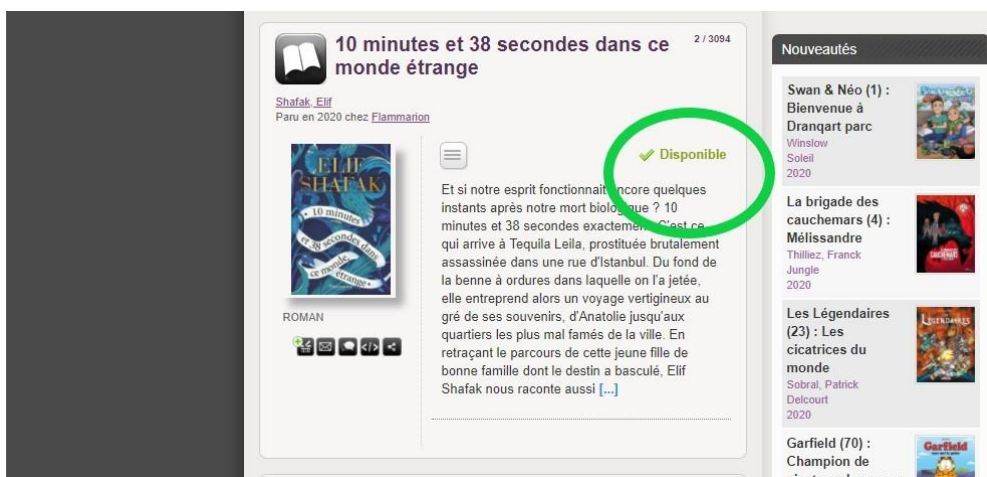 10 minutes et 38 secondes dans ce
monde étrange
2 / 3094
Shafak, Elif
Paru en 2020 chez Flammarion
ELIF
SHAFAK
10 minutes
et 38 secondes dans
ce monde
étrange
ROMAN
Disponible
Et si notre esprit fonctionnait encore quelques
instants après notre mort biologique ? 10
minutes et 38 secondes exactement. C'est ce
qui arrive à Tequila Leila, prostituée brutalement
assassinée dans une rue d'Istanbul. Du fond de
la benne à ordures dans laquelle on l'a jetée,
elle entreprend alors un voyage vertigineux au
gré de ses souvenirs, d'Anatolie jusqu'aux
quartiers les plus mal famés de la ville. En
retraçant le parcours de cette jeune fille de
bonne famille dont le destin a basculé, Elif
Shafak nous raconte aussi [...]
Nouveautés
Swan & Néo (1) :
Bienvenue à
Dranqart parc
Winslow
Soleil
2020
La brigade des
cauchemars (4) :
Mélissandre
Thilliez, Franck
Jungle
2020
Les Légendaires
(23) : Les
cicatrices du
monde
Sobral, Patrick
Delcourt
2020
LEGENDAIRES
Garfield (70) :
Champion de
Garfield